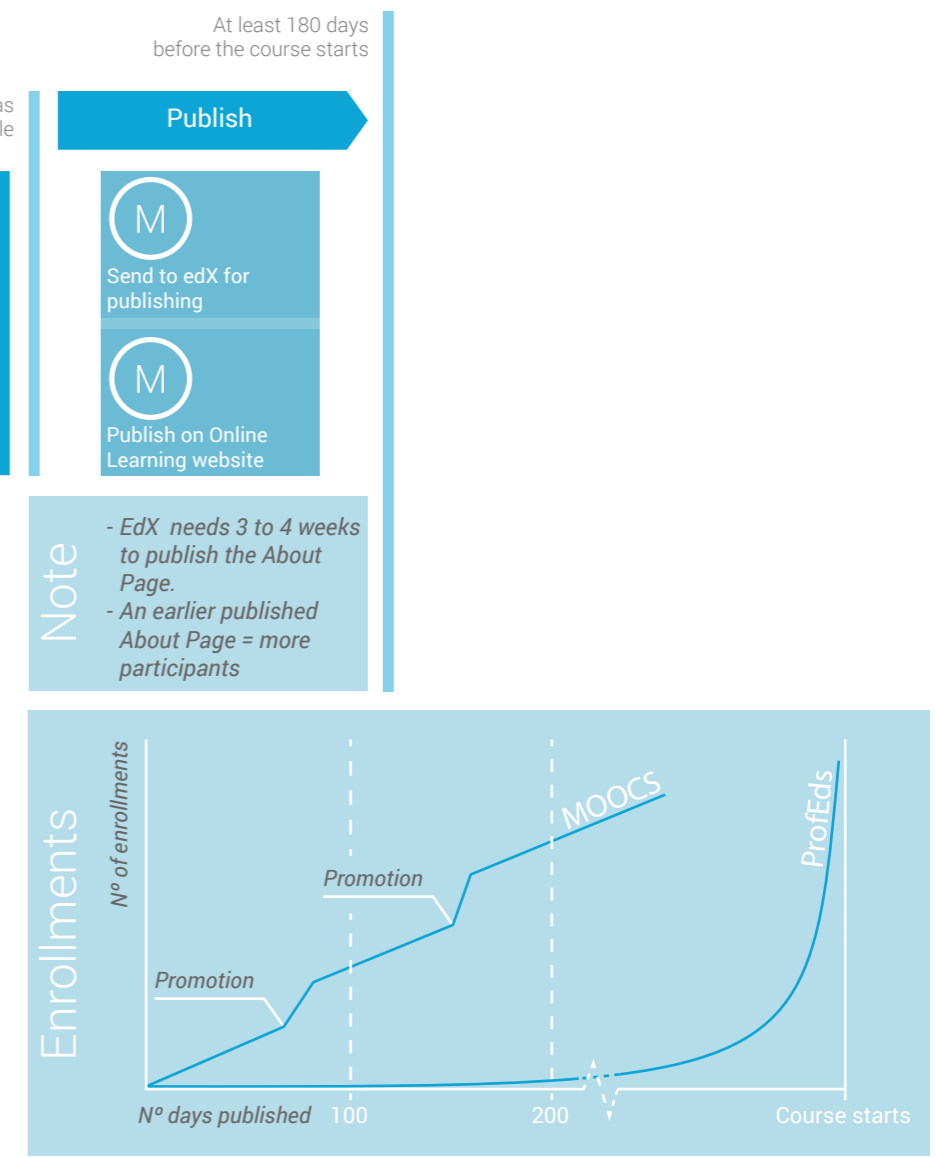 At least 180 days
before the course starts
Publish
M
Send to edX for
publishing
M
Publish on Online
Learning website
Note
- EdX needs 3 to 4 weeks
to publish the About
Page.
- An earlier published
About Page = more
participants
Enrollments
Nº of enrollments
MOOCS
ProfEds
Promotion
Promotion
Nº days published
100
200
Course starts